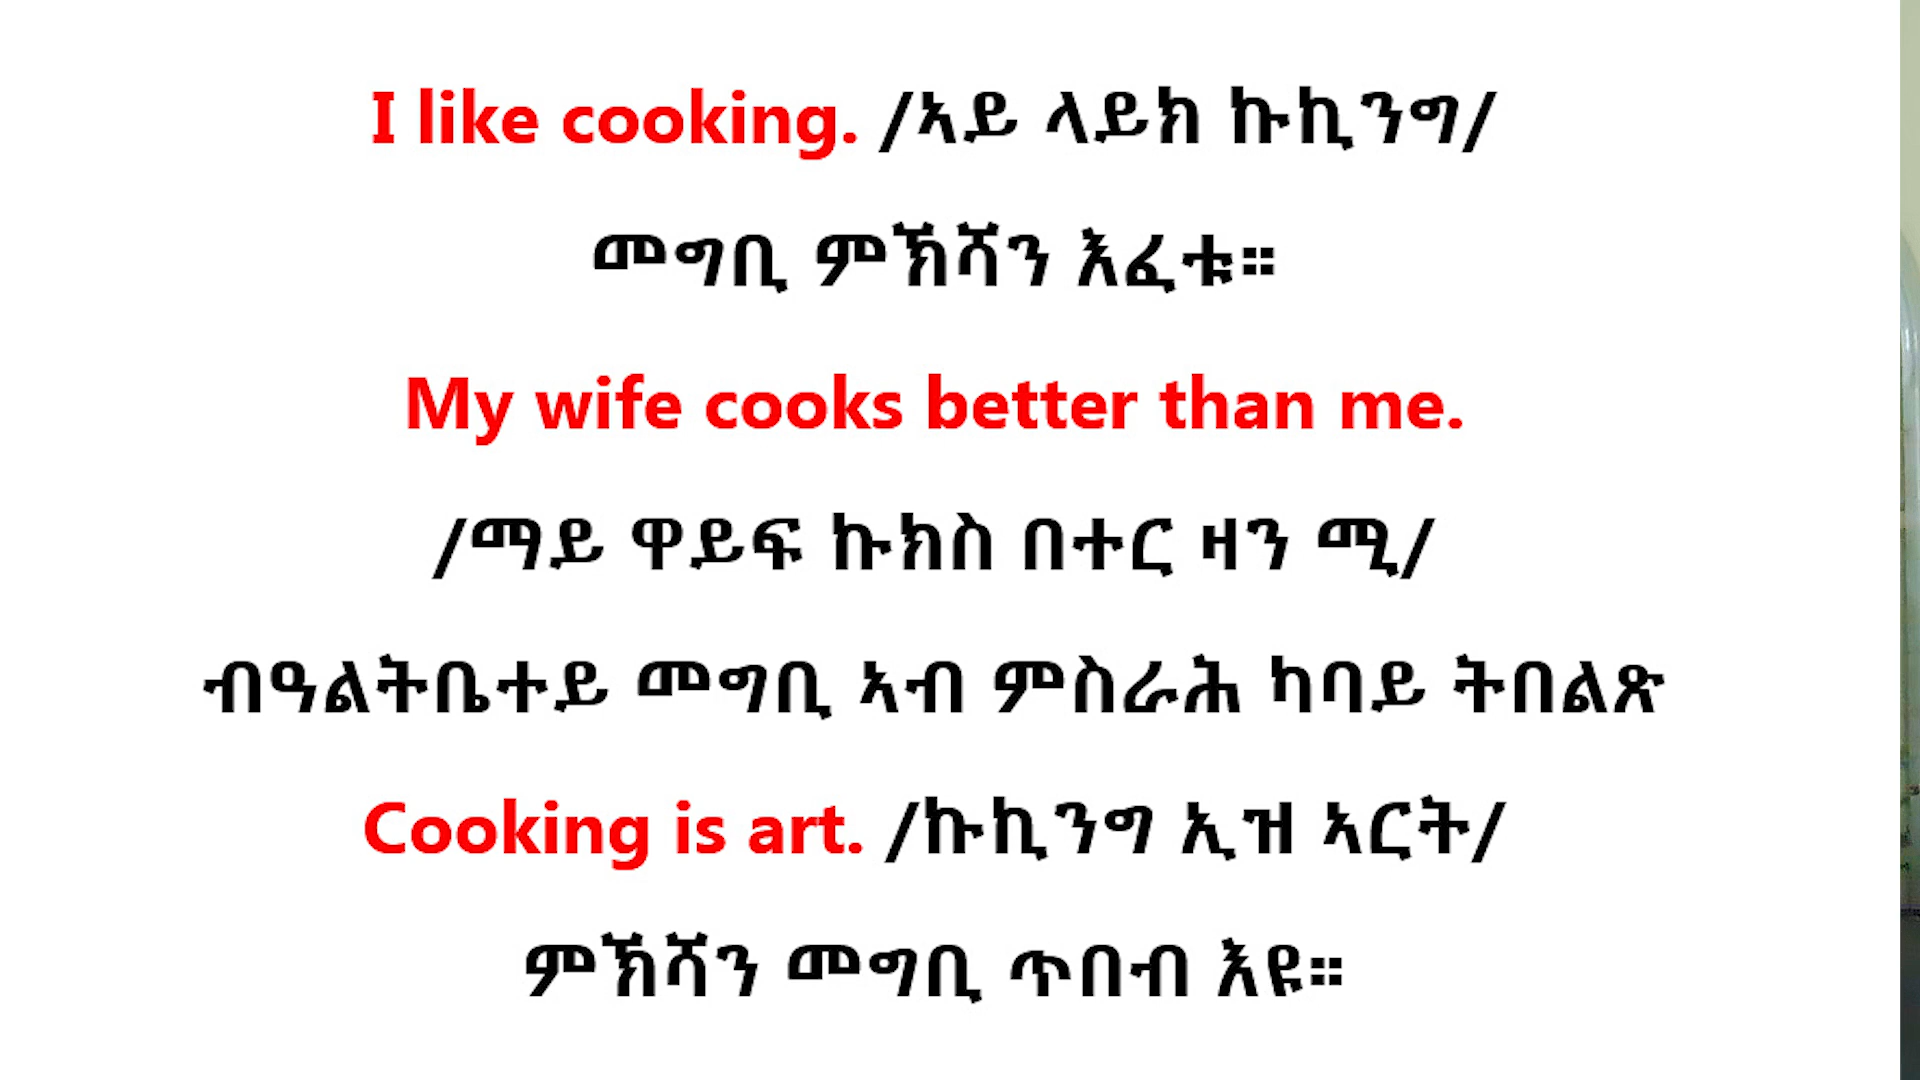 I like cooking. /ኣይ ላይክ ኩኪንግ/
መግቢ ምኽሻን እፈቱ።
My wife cooks better than me.
/ማይ ዋይፍ ኩክስ በተር ዛን ሚ/
ብዓልትቤተይ መግቢ ኣብ ምስራሕ ካባይ ትበልጽ
Cooking is art. /ኩኪንግ ኢዝ ኣርት/
ምኽሻን መግቢ ጥበብ እዩ።